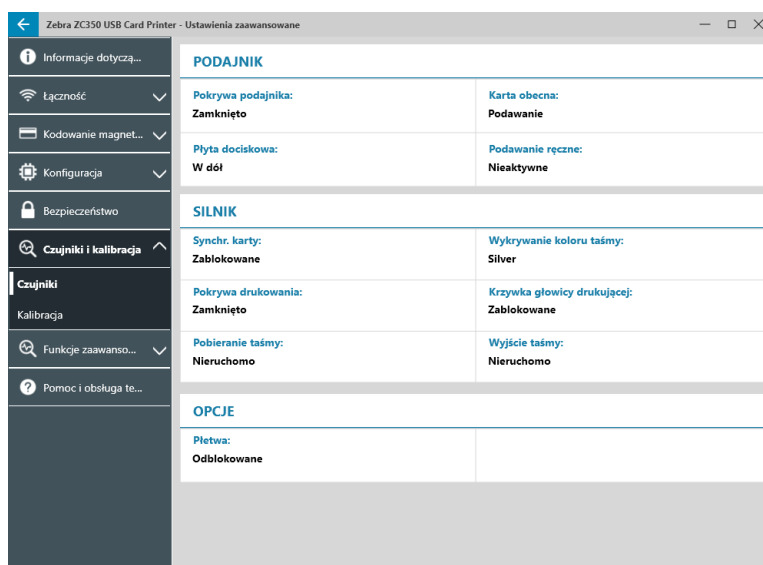 Zebra ZC350 USB Card Printer - Ustawienia zaawansowane
Informacje dotyczą...
Łączność
Kodowanie magnet...
Konfiguracja
Bezpieczeństwo
Czujniki i kalibracja
Czujniki
Kalibracja
Funkcje zaawanso...
Pomoc i obsługa te...
PODAJNIK
Pokrywa podajnika:
Zamknięto
Karta obecna:
Podawanie
Płyta dociskowa:
W dół
Podawanie ręczne:
Nieaktywne
SILNIK
Synchr. karty:
Zablokowane
Wykrywanie koloru taśmy:
Silver
Pokrywa drukowania:
Zamknięto
Krzywka głowicy drukującej:
Zablokowane
Pobieranie taśmy:
Nieruchomo
Wyjście taśmy:
Nieruchomo
OPCJE
Płetwa:
Odblokowane